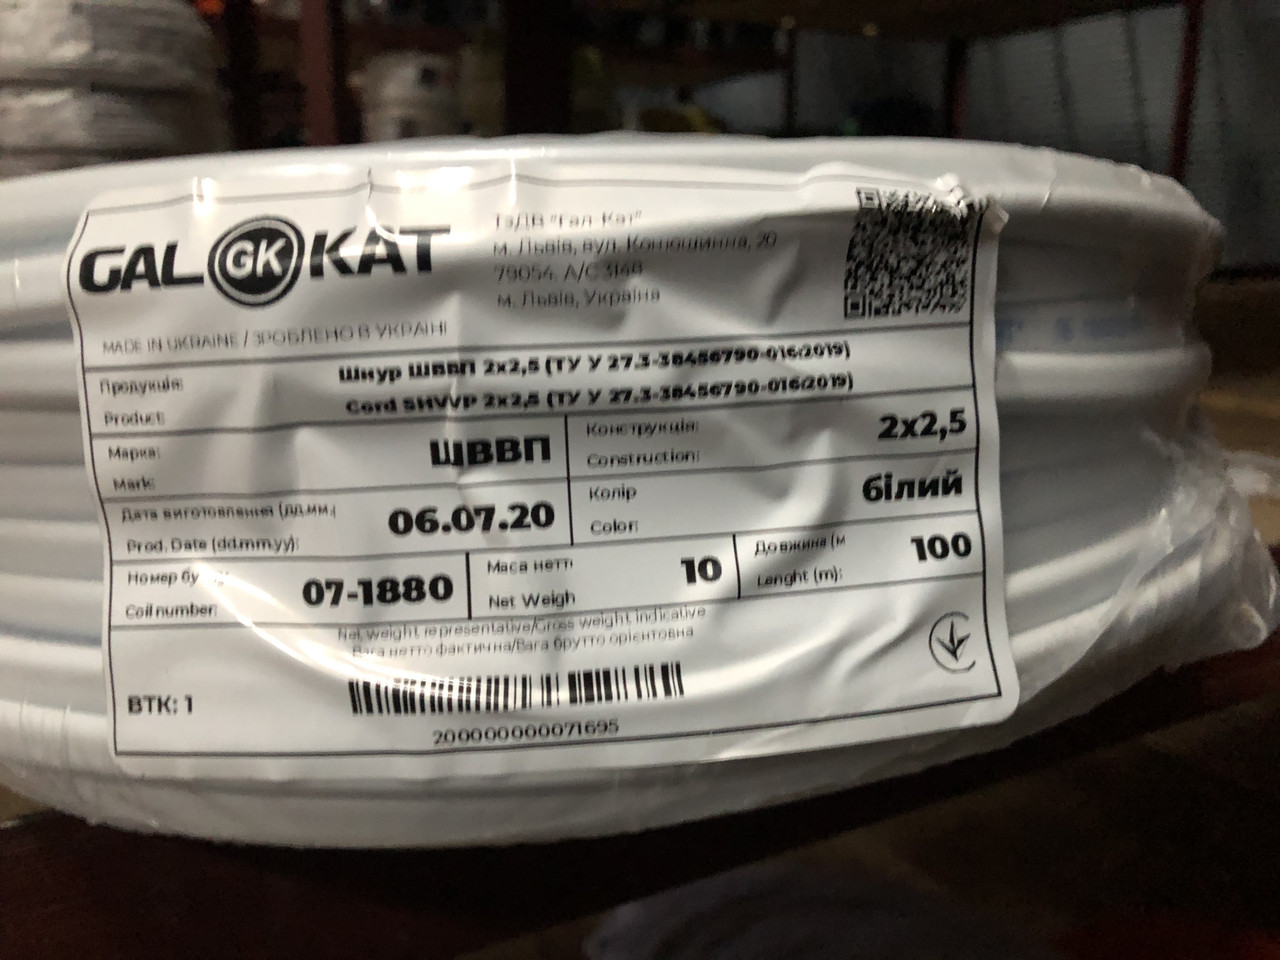 GAL GK KAT
ТзДВ "Гал-Кат"
м. Львів, вул. Конюшинна, 20
79054, А/С 3148
м. Львів, Україна
MADE IN UKRAINE / ЗРОБЛЕНО В УКРАЇНІ
Продукція: Шнур ШВВП 2х2,5 (ТУ У 27.3-38456790-016:2019)
Product: Cord SHVVP 2x2,5 (ТУ У 27.3-38456790-016:2019)
Марка: ШВВП
Mark:
Конструкція: 2x2,5
Construction:
Дата виготовлення (дд.мм. 06.07.20
Prod. Date (dd.mm.yy):
Колір білий
Color:
Номер бу 07-1880
Coil number:
Маса нетт 10
Net Weigh
Довжина (м 100
Lenght (m):
Net weight representative/Gross weight indicative
Вага нетто фактична/Вага брутто орієнтовна
ВТК: 1
200000000071695